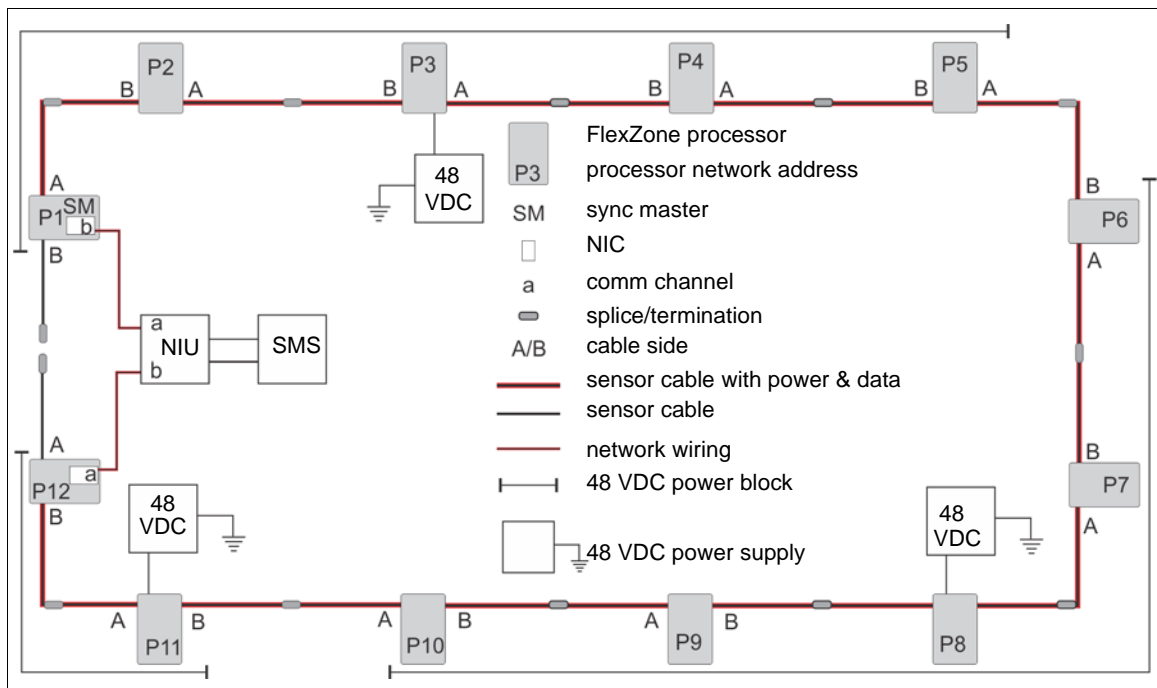 P2
P3
P4
P5
B A
B A
B A
B A
FlexZone processor
P3 processor network address
48
VDC
A
B
P1 SM
b
SM sync master
P6
B
NIC
A
a comm channel
a
NIU
SMS
splice/termination
b
A/B cable side
sensor cable with power & data
sensor cable
A
B
network wiring
a
P12
48 VDC power block
P7
B
A
48
VDC
48
VDC
48 VDC power supply
A B
A B
A B
P11
P10
P9
P8